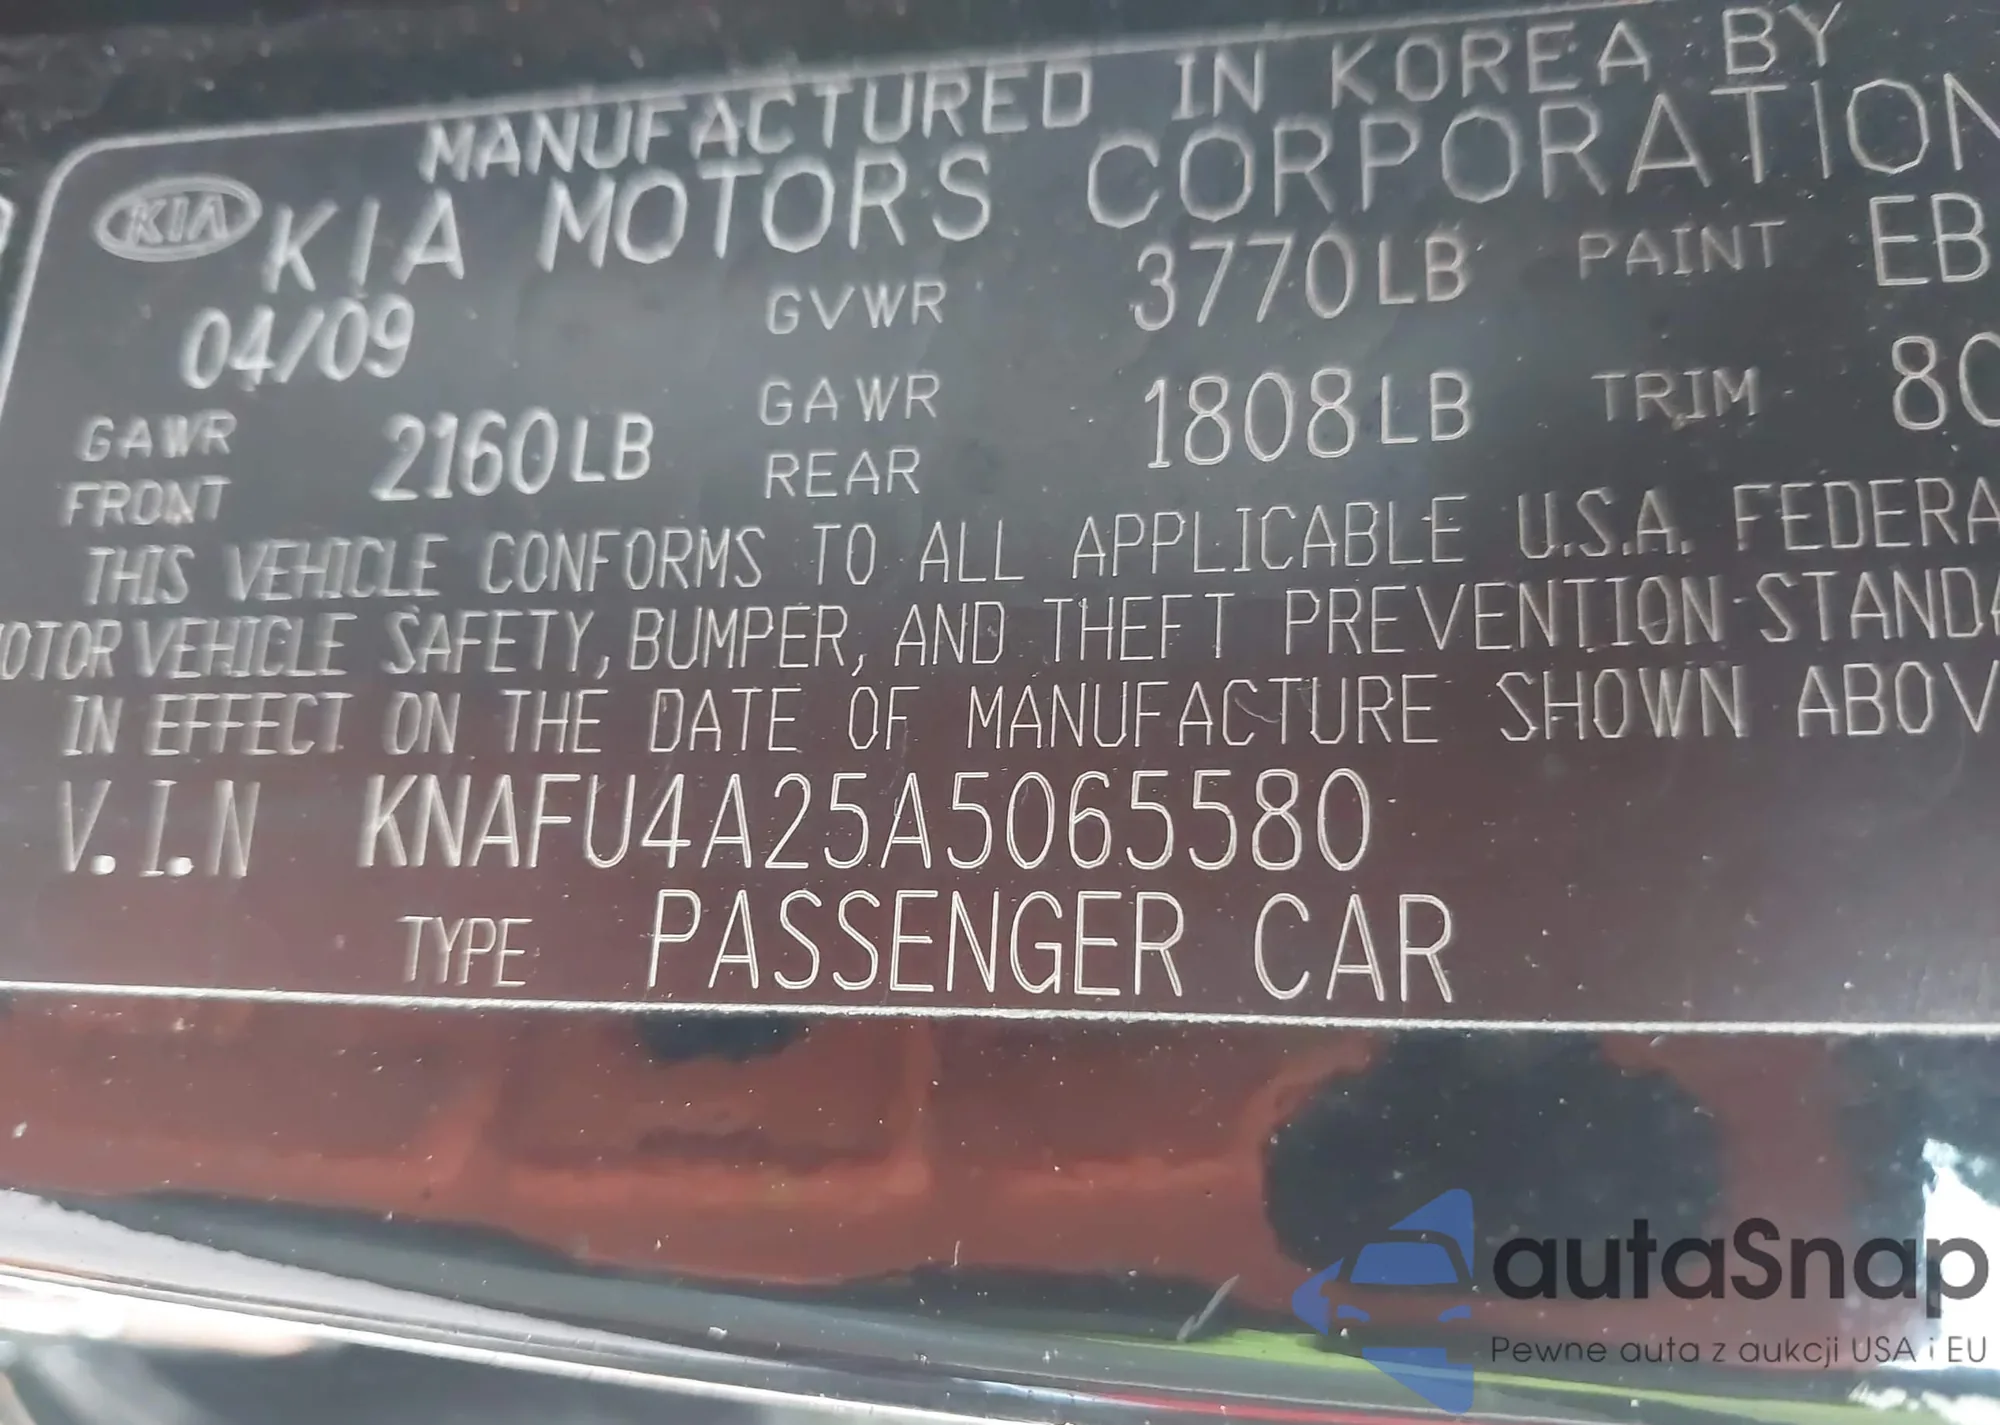 MANUFACTURED IN KOREA BY
KIA KIA MOTORS CORPORATION
04/09 GVWR 3770LB PAINT EB
GAWR FRONT 2160LB GAWR REAR 1808LB TRIM
THIS VEHICLE CONFORMS TO ALL APPLICABLE U.S.A. FEDERA
OTOR VEHICLE SAFETY, BUMPER, AND THEFT PREVENTION STANDA
IN EFFECT ON THE DATE OF MANUFACTURE SHOWN ABOV
V.I.N KNAFU4A25A5065580
TYPE PASSENGER CAR
autaSnap
Pewne auta z aukcji USA i EU